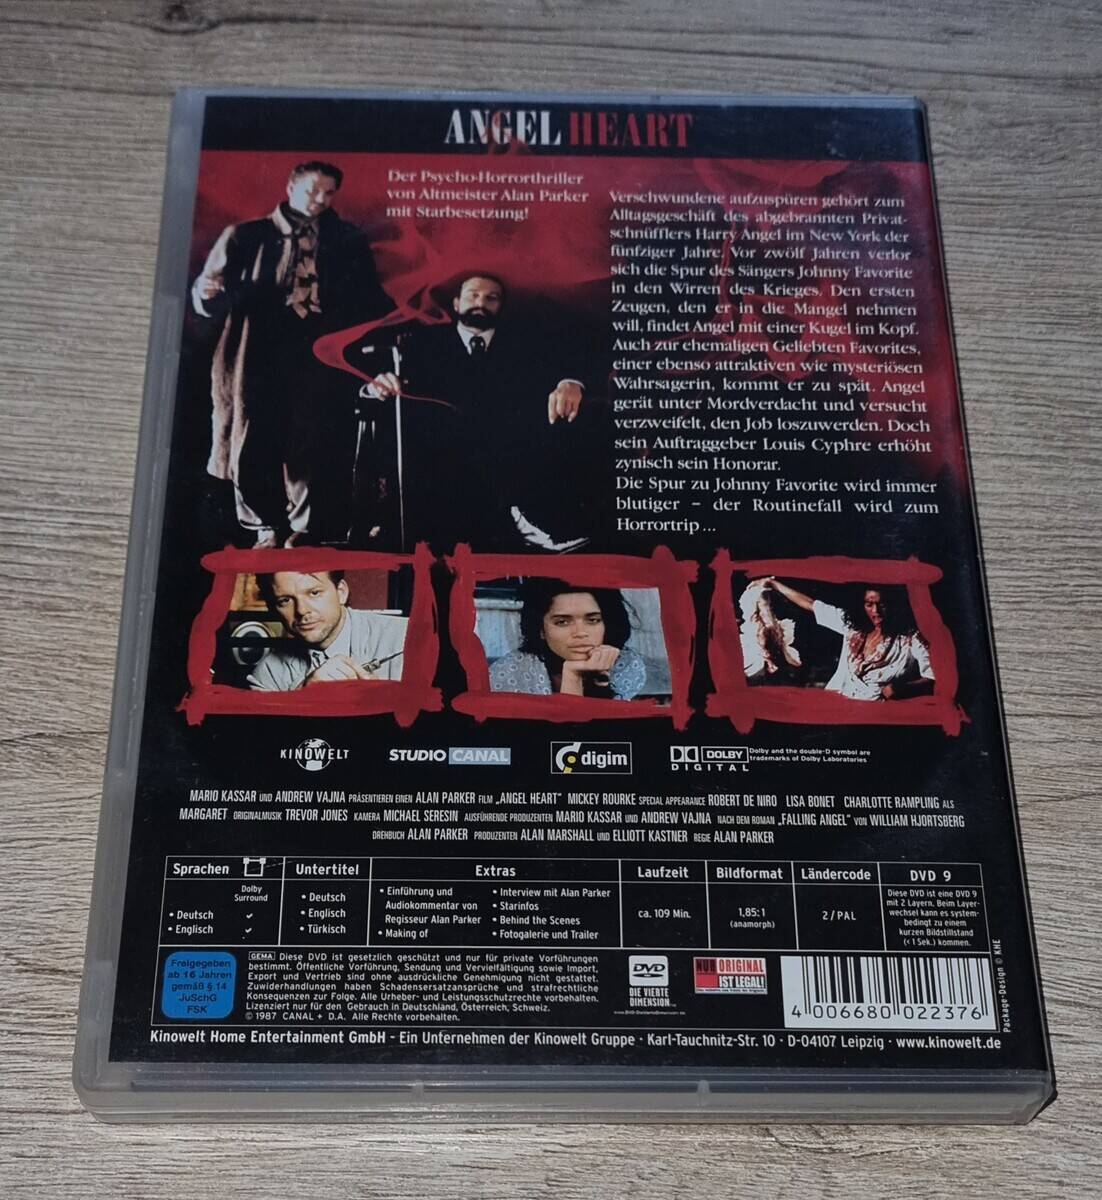 ANGEL HEART
Der Psycho-Horrorthriller
von Altmeister Alan Parker
mit Starbesetzung!
Verschwundene aufzuspüren gehört zum
Alltagsgeschäft des abgebrannten Privat-
schnüfflers Harry Angel im New York der
fünfziger Jahre. Vor zwölf Jahren verlor
sich die Spur des Sängers Johnny Favorite
in den Wirren des Krieges. Den ersten
Zeugen, den er in die Mangel nehmen
will, findet Angel mit einer Kugel im Kopf.
Auch zur ehemaligen Geliebten Favorites,
einer ebenso attraktiven wie mysteriösen
Wahrsagerin, kommt er zu spät. Angel
gerät unter Mordverdacht und versucht
verzweifelt, den Job loszuwerden. Doch
sein Auftraggeber Louis Cyphre erhöht
zynisch sein Honorar.
Die Spur zu Johnny Favorite wird immer
blutiger – der Routinefall wird zum
Horrortrip ...
KINOWELT
STUDIO CANAL
digim
DOLBY
DIGITAL
Dolby and the double-D symbol are
trademarks of Dolby Laboratories
MARIO KASSAR UND ANDREW VAJNA PRÄSENTIEREN EINEN ALAN PARKER FILM „ANGEL HEART" MICKEY ROURKE SPECIAL APPEARANCE ROBERT DE NIRO LISA BONET CHARLOTTE RAMPLING ALS
MARGARET ORIGINALMUSIK TREVOR JONES KAMERA MICHAEL SERESIN AUSFÜHRENDE PRODUZENTEN MARIO KASSAR UND ANDREW VAJNA NACH DEM ROMAN „FALLING ANGEL" VON WILLIAM HJORTSBERG
DREHBUCH ALAN PARKER PRODUZENTEN ALAN MARSHALL UND ELLIOTT KASTNER REGIE ALAN PARKER
Sprachen
Dolby
Surround
• Deutsch
• Englisch
Untertitel
• Deutsch
• Englisch
• Türkisch
Extras
• Einführung und
Audiokommentar von
Regisseur Alan Parker
• Making of
• Interview mit Alan Parker
• Starinfos
• Behind the Scenes
• Fotogalerie und Trailer
Laufzeit
ca. 109 Min.
Bildformat
1,85:1
(anamorph)
Ländercode
2 / PAL
DVD 9
Diese DVD ist eine DVD 9
mit 2 Layern. Beim Layer-
wechsel kann es system-
bedingt zu einem
kurzen Bildstillstand
(< 1 Sek.) kommen.
Freigegeben
ab 16 Jahren
gemäß § 14
JuSchG
FSK
GEMA Diese DVD ist gesetzlich geschützt und nur für private Vorführungen
bestimmt. Öffentliche Vorführung, Sendung und Vervielfältigung sowie Import,
Export und Vertrieb sind ohne ausdrückliche Genehmigung nicht gestattet.
Zuwiderhandlungen haben Schadensersatzansprüche und strafrechtliche
Konsequenzen zur Folge. Alle Urheber- und Leistungsschutzrechte vorbehalten.
Lizenziert nur für den Gebrauch in Deutschland, Österreich, Schweiz.
© 1987 CANAL + D.A. Alle Rechte vorbehalten.
DVD
DIE VIERTE
DIMENSION
NUR ORIGINAL
IST LEGAL!
4 006680 022376
Package-Design © KHE
Kinowelt Home Entertainment GmbH - Ein Unternehmen der Kinowelt Gruppe · Karl-Tauchnitz-Str. 10 · D-04107 Leipzig · www.kinowelt.de